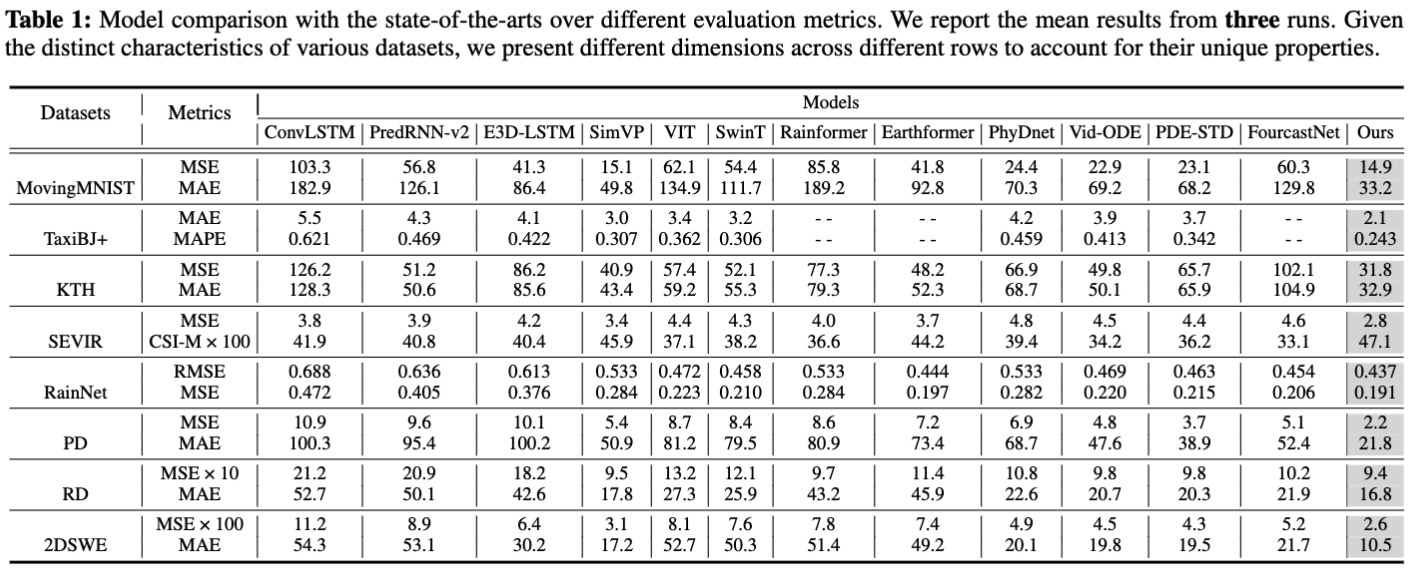 Table 1: Model comparison with the state-of-the-arts over different evaluation metrics. We report the mean results from three runs. Given
the distinct characteristics of various datasets, we present different dimensions across different rows to account for their unique properties.
Datasets Metrics Models
ConvLSTM PredRNN-v2 E3D-LSTM SimVP VIT SwinT Rainformer Earthformer PhyDnet Vid-ODE PDE-STD FourcastNet Ours
MSE 103.3 56.8 41.3 15.1 62.1 54.4 85.8 41.8 24.4 22.9 23.1 60.3 14.9
MovingMNIST MAE 182.9 126.1 86.4 49.8 134.9 111.7 189.2 92.8 70.3 69.2 68.2 129.8 33.2
MAE 5.5 4.3 4.1 3.0 3.4 3.2 - - - - 4.2 3.9 3.7 - - 2.1
TaxiBJ+ MAPE 0.621 0.469 0.422 0.307 0.362 0.306 - - - - 0.459 0.413 0.342 - - 0.243
MSE 126.2 51.2 86.2 40.9 57.4 52.1 77.3 48.2 66.9 49.8 65.7 102.1 31.8
KTH MAE 128.3 50.6 85.6 43.4 59.2 55.3 79.3 52.3 68.7 50.1 65.9 104.9 32.9
MSE 3.8 3.9 4.2 3.4 4.4 4.3 4.0 3.7 4.8 4.5 4.4 4.6 2.8
SEVIR CSI-M × 100 41.9 40.8 40.4 45.9 37.1 38.2 36.6 44.2 39.4 34.2 36.2 33.1 47.1
RMSE 0.688 0.636 0.613 0.533 0.472 0.458 0.533 0.444 0.533 0.469 0.463 0.454 0.437
RainNet MSE 0.472 0.405 0.376 0.284 0.223 0.210 0.284 0.197 0.282 0.220 0.215 0.206 0.191
MSE 10.9 9.6 10.1 5.4 8.7 8.4 8.6 7.2 6.9 4.8 3.7 5.1 2.2
PD MAE 100.3 95.4 100.2 50.9 81.2 79.5 80.9 73.4 68.7 47.6 38.9 52.4 21.8
MSE × 10 21.2 20.9 18.2 9.5 13.2 12.1 9.7 11.4 10.8 9.8 9.8 10.2 9.4
RD MAE 52.7 50.1 42.6 17.8 27.3 25.9 43.2 45.9 22.6 20.7 20.3 21.9 16.8
MSE × 100 11.2 8.9 6.4 3.1 8.1 7.6 7.8 7.4 4.9 4.5 4.3 5.2 2.6
2DSWE MAE 54.3 53.1 30.2 17.2 52.7 50.3 51.4 49.2 20.1 19.8 19.5 21.7 10.5